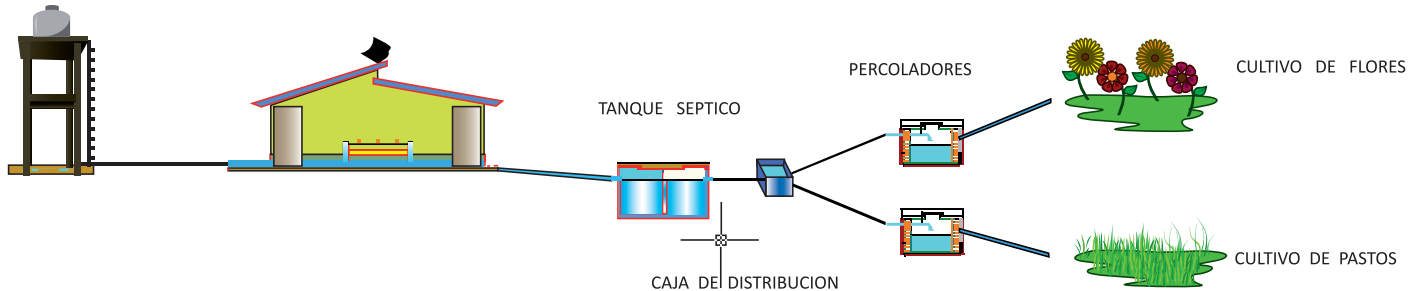 PERCOLADORES
CULTIVO DE FLORES
TANQUE SEPTICO
CULTIVO DE PASTOS
CAJA DE DISTRIBUCION